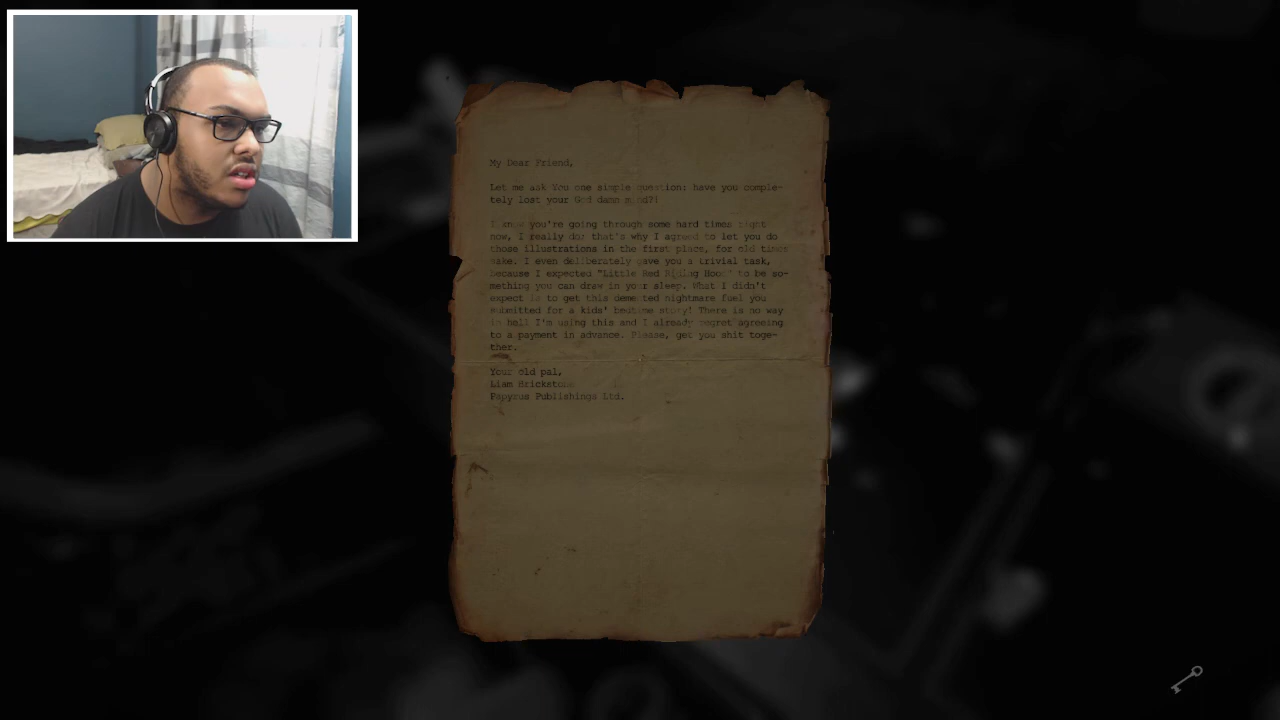 My Dear Friend,
Let me ask You one simple question: have you comple-
tely lost your God damn mind?!
I know you're going through some hard times right
now, I really do: that's why I agreed to let you do
those illustrations in the first place, for old times
sake. I even deliberately gave you a trivial task,
because I expected "Little Red Riding Hood" to be so-
mething you can draw in your sleep. What I didn't
expect is to get this demented nightmare fuel you
submitted for a kids' bedtime story! There is no way
in hell I'm using this and I already regret agreeing
to a payment in advance. Please, get you shit toge-
ther.
Your old pal,
Liam
Papyrus Publishings Ltd.